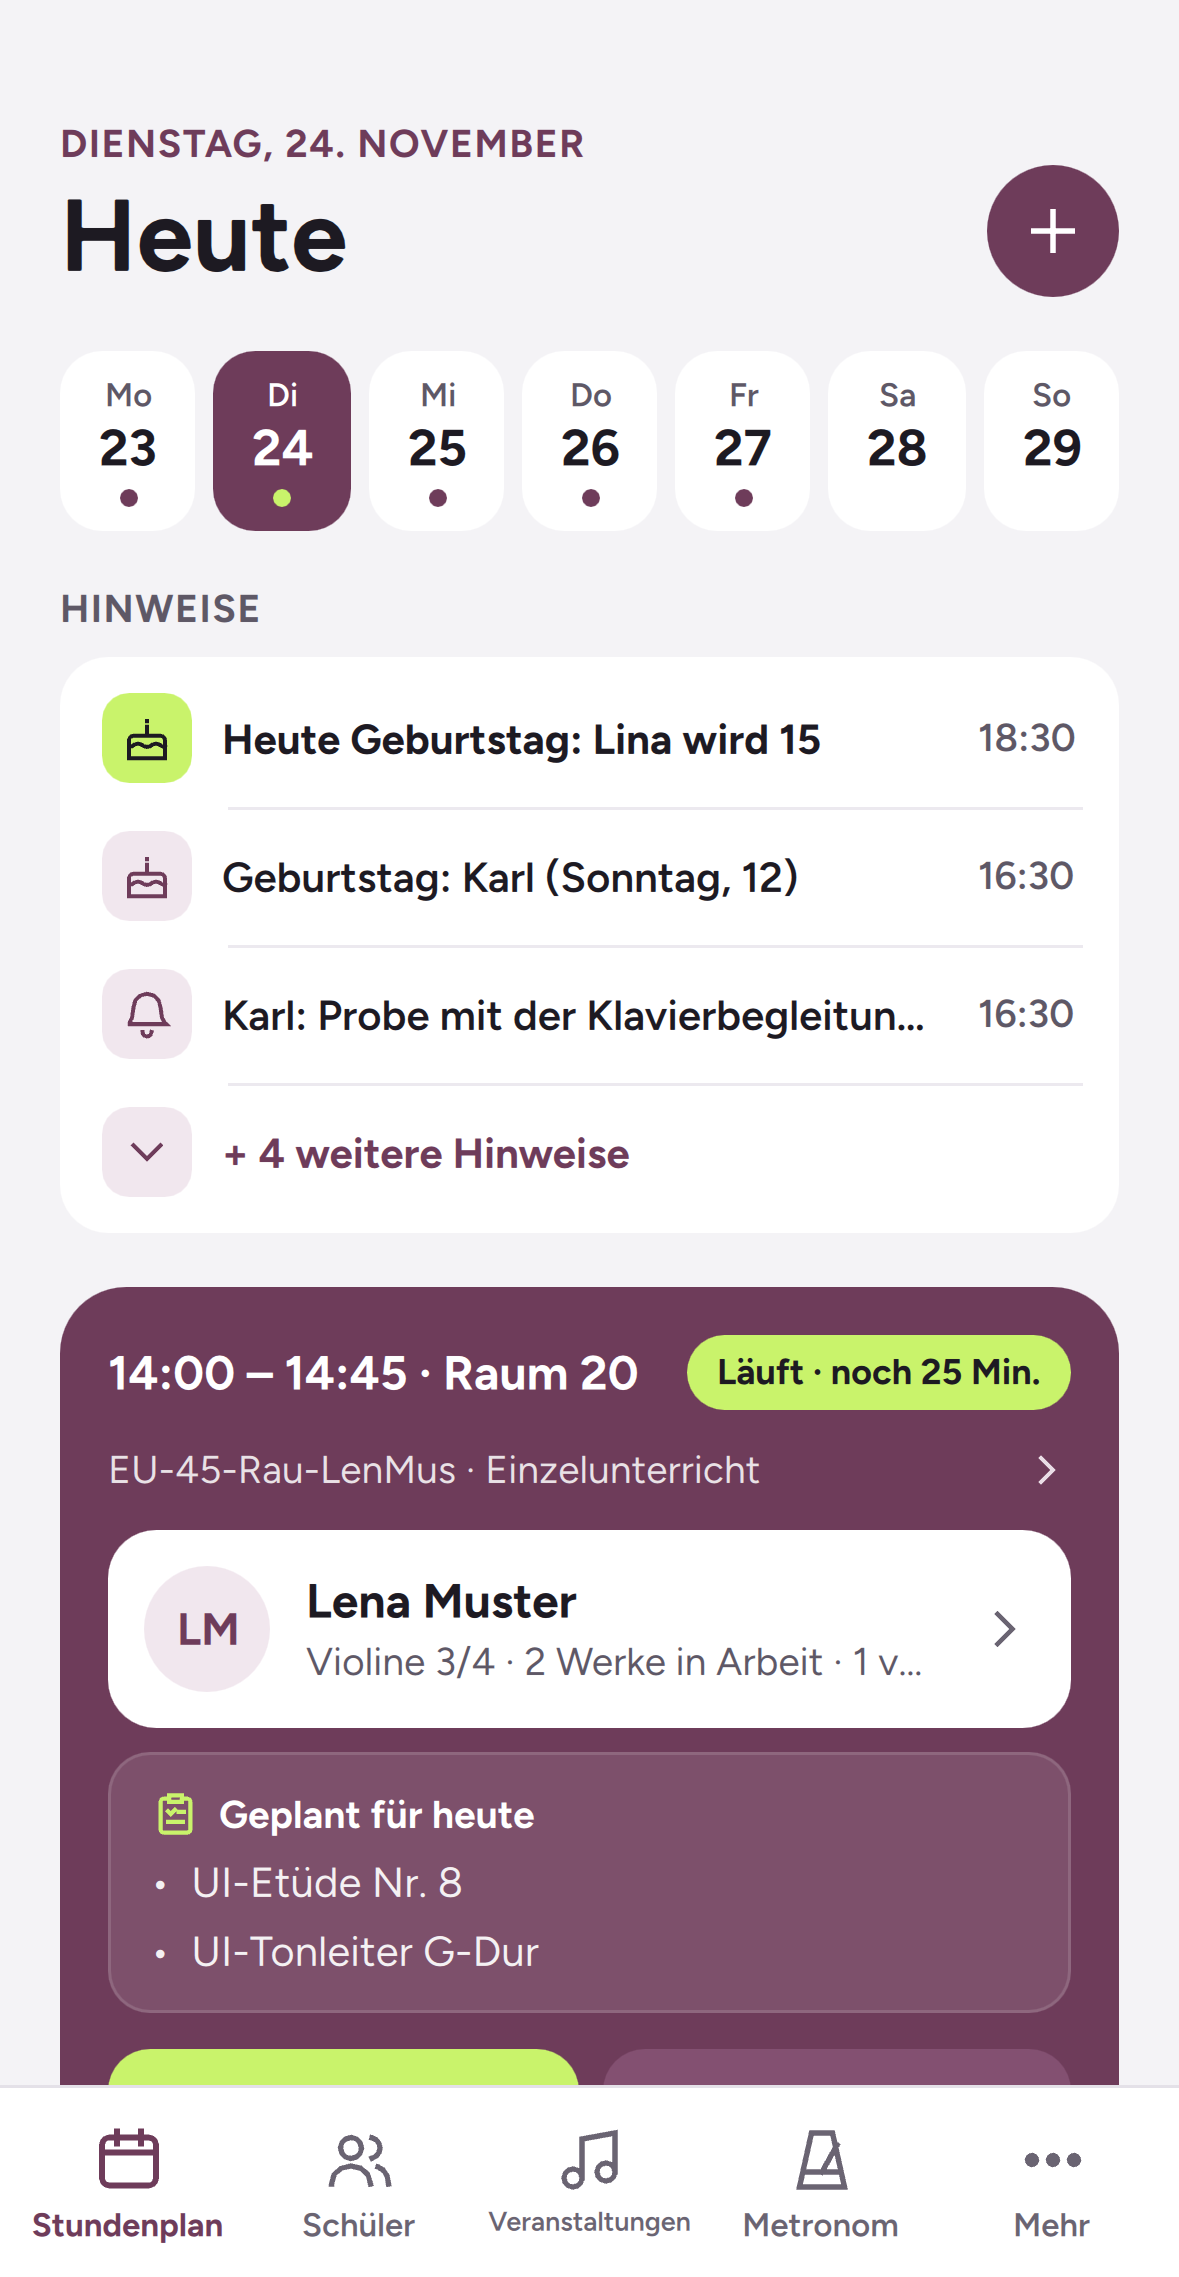 DIENSTAG, 24. NOVEMBER
Heute
Mo Di Mi Do Fr Sa So
23 24 25 26 27 28 29
HINWEISE
Heute Geburtstag: Lina wird 15 18:30
Geburtstag: Karl (Sonntag, 12) 16:30
Karl: Probe mit der Klavierbegleitun... 16:30
+ 4 weitere Hinweise
14:00 – 14:45 · Raum 20 Läuft · noch 25 Min.
EU-45-Rau-LenMus · Einzelunterricht
LM Lena Muster
Violine 3/4 · 2 Werke in Arbeit · 1 v...
Geplant für heute
• UI-Etüde Nr. 8
• UI-Tonleiter G-Dur
Stundenplan Schüler Veranstaltungen Metronom Mehr